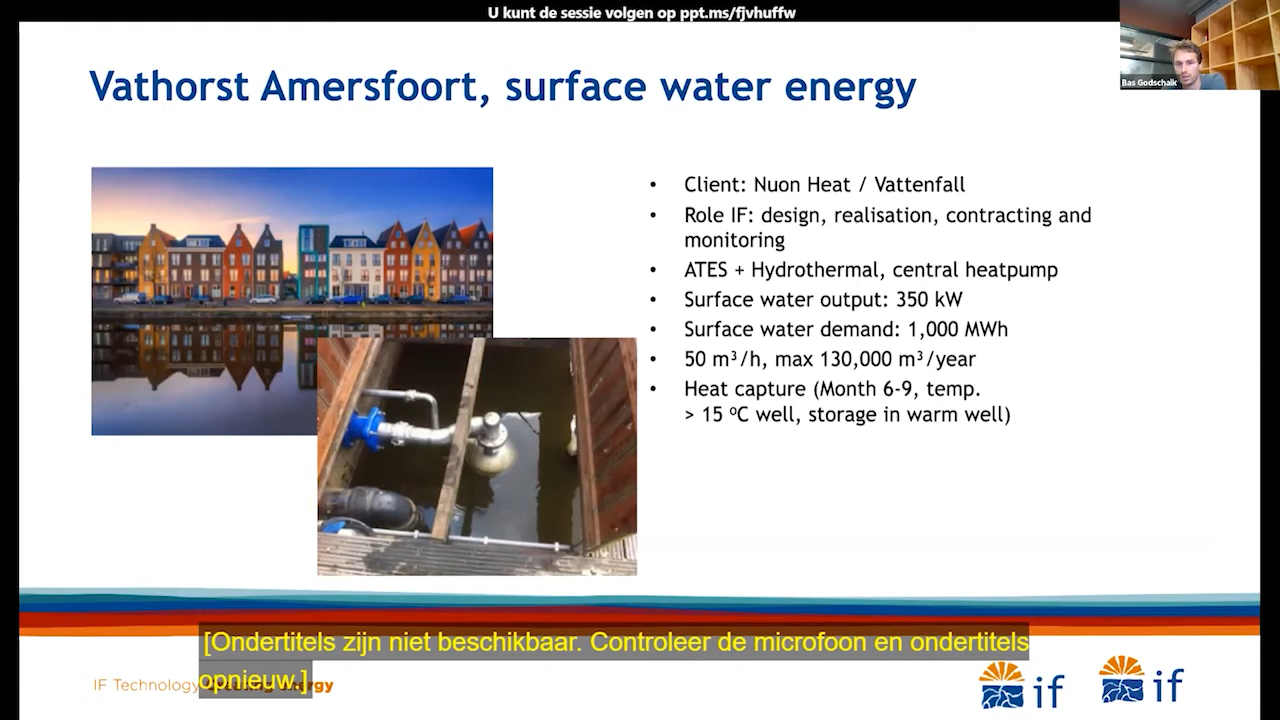 U kunt de sessie volgen op ppt.ms/fjvhuffw
Bas Godschalk
Vathorst Amersfoort, surface water energy
• Client: Nuon Heat / Vattenfall
• Role IF: design, realisation, contracting and
monitoring
• ATES + Hydrothermal, central heatpump
• Surface water output: 350 kW
• Surface water demand: 1,000 MWh
• 50 m³/h, max 130,000 m³/year
• Heat capture (Month 6-9, temp.
> 15 ºC well, storage in warm well)
[Ondertitels zijn niet beschikbaar. Controleer de microfoon en ondertitels
opnieuw.]
IF Technology
if
if